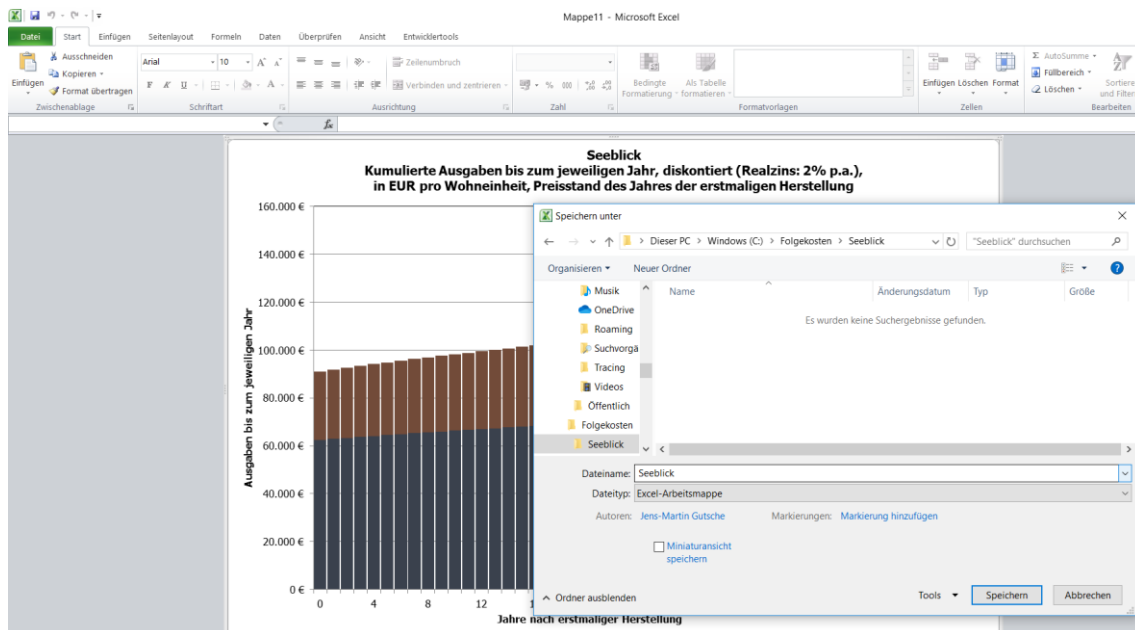 Mappe11 - Microsoft Excel
Datei Start Einfügen Seitenlayout Formeln Daten Überprüfen Ansicht Entwicklertools
Einfügen
Ausschneiden
Kopieren
Format übertragen
Zwischenablage
Arial 10
F K U
Schriftart
Zeilenumbruch
Verbinden und zentrieren
Ausrichtung
% 000
Zahl
Bedingte Formatierung
Als Tabelle formatieren
Formatvorlagen
Einfügen Löschen Format
Zellen
Σ AutoSumme
Füllbereich
Löschen
Sortiere
und Filter
Bearbeiten
fx
Seeblick
Kumulierte Ausgaben bis zum jeweiligen Jahr, diskontiert (Realzins: 2% p.a.),
in EUR pro Wohneinheit, Preisstand des Jahres der erstmaligen Herstellung
Ausgaben bis zum jeweiligen Jahr
160.000 €
140.000 €
120.000 €
100.000 €
80.000 €
60.000 €
40.000 €
20.000 €
0 €
0 4 8 12
Jahre nach erstmaliger Herstellung
Speichern unter
Dieser PC > Windows (C:) > Folgekosten > Seeblick
"Seeblick" durchsuchen
Organisieren Neuer Ordner
Musik
OneDrive
Roaming
Suchvorgä
Tracing
Videos
Öffentlich
Folgekosten
Seeblick
Name Änderungsdatum Typ Größe
Es wurden keine Suchergebnisse gefunden.
Dateiname: Seeblick
Dateityp: Excel-Arbeitsmappe
Autoren: Jens-Martin Gutsche Markierungen: Markierung hinzufügen
Miniaturansicht
speichern
Ordner ausblenden
Tools Speichern Abbrechen